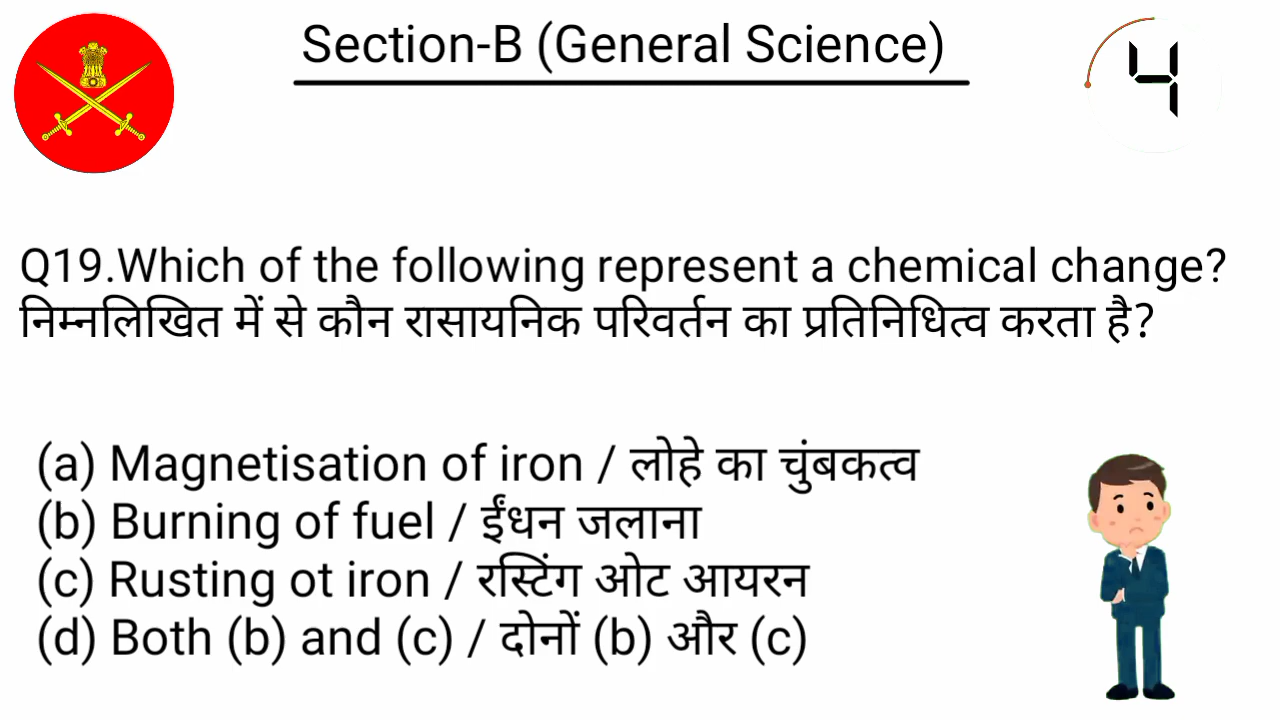 Section-B (General Science)
4
Q19.Which of the following represent a chemical change?
निम्नलिखित में से कौन रासायनिक परिवर्तन का प्रतिनिधित्व करता है?
(a) Magnetisation of iron / लोहे का चुंबकत्व
(b) Burning of fuel / ईंधन जलाना
(c) Rusting ot iron / रस्टिंग ओट आयरन
(d) Both (b) and (c) / दोनों (b) और (c)